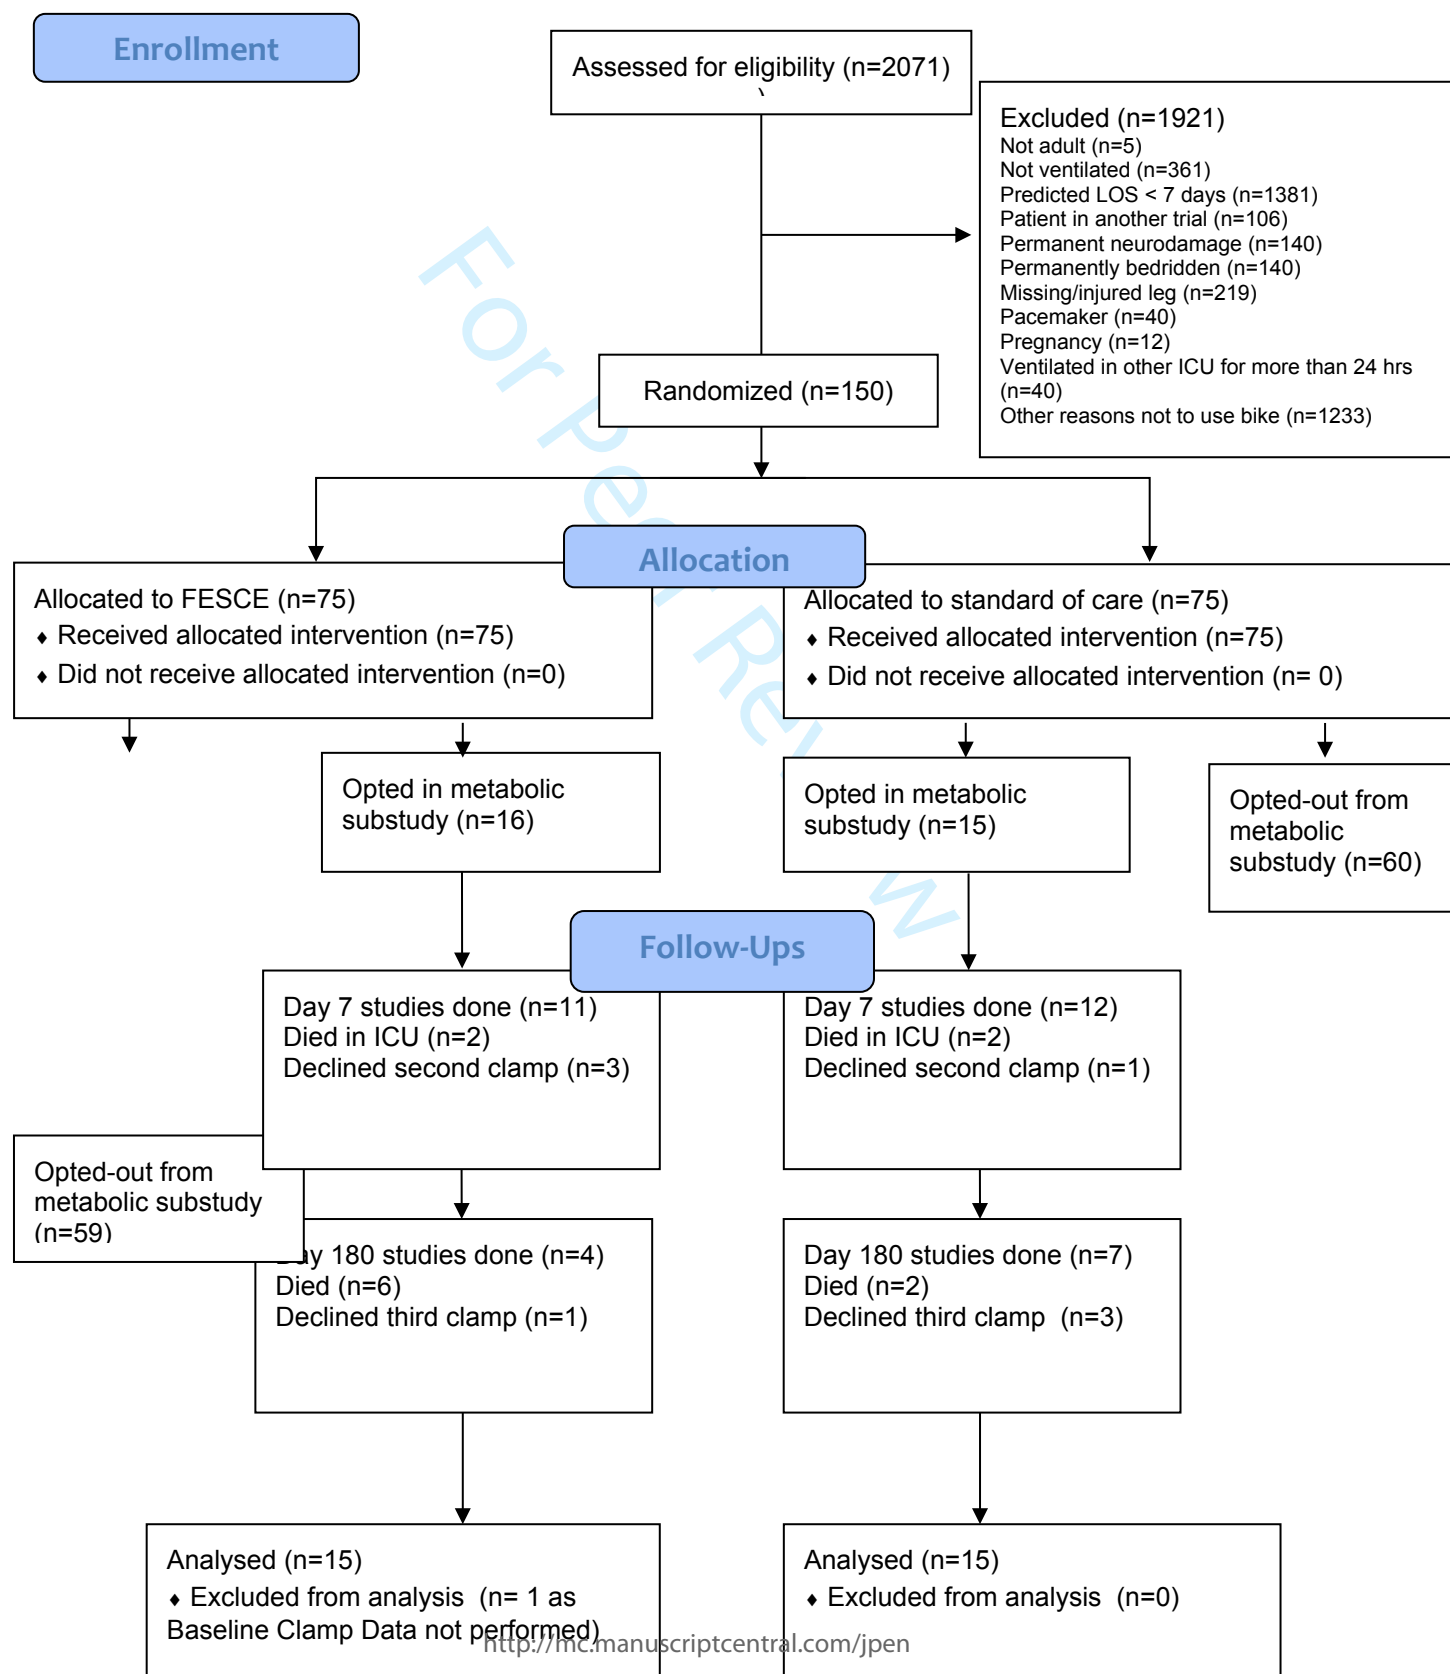 Enrollment
Assessed for eligibility (n=2071)
)
Excluded (n=1921)
Not adult (n=5)
Not ventilated (n=361)
Predicted LOS < 7 days (n=1381)
Patient in another trial (n=106)
Permanent neurodamage (n=140)
Permanently bedridden (n=140)
Missing/injured leg (n=219)
Pacemaker (n=40)
Pregnancy (n=12)
Ventilated in other ICU for more than 24 hrs
(n=40)
Other reasons not to use bike (n=1233)
For Peer Review
Randomized (n=150)
Allocation
Allocated to FESCE (n=75)
♦ Received allocated intervention (n=75)
♦ Did not receive allocated intervention (n=0)
Allocated to standard of care (n=75)
♦ Received allocated intervention (n=75)
♦ Did not receive allocated intervention (n= 0)
Opted in metabolic
substudy (n=16)
Opted in metabolic
substudy (n=15)
Opted-out from
metabolic
substudy (n=60)
Follow-Ups
Day 7 studies done (n=11)
Died in ICU (n=2)
Declined second clamp (n=3)
Day 7 studies done (n=12)
Died in ICU (n=2)
Declined second clamp (n=1)
Opted-out from
metabolic substudy
(n=59)
Day 180 studies done (n=4)
Died (n=6)
Declined third clamp (n=1)
Day 180 studies done (n=7)
Died (n=2)
Declined third clamp  (n=3)
Analysed (n=15)
♦ Excluded from analysis  (n= 1 as
Baseline Clamp Data not performed)
Analysed (n=15)
♦ Excluded from analysis  (n=0)
http://mc.manuscriptcentral.com/jpen